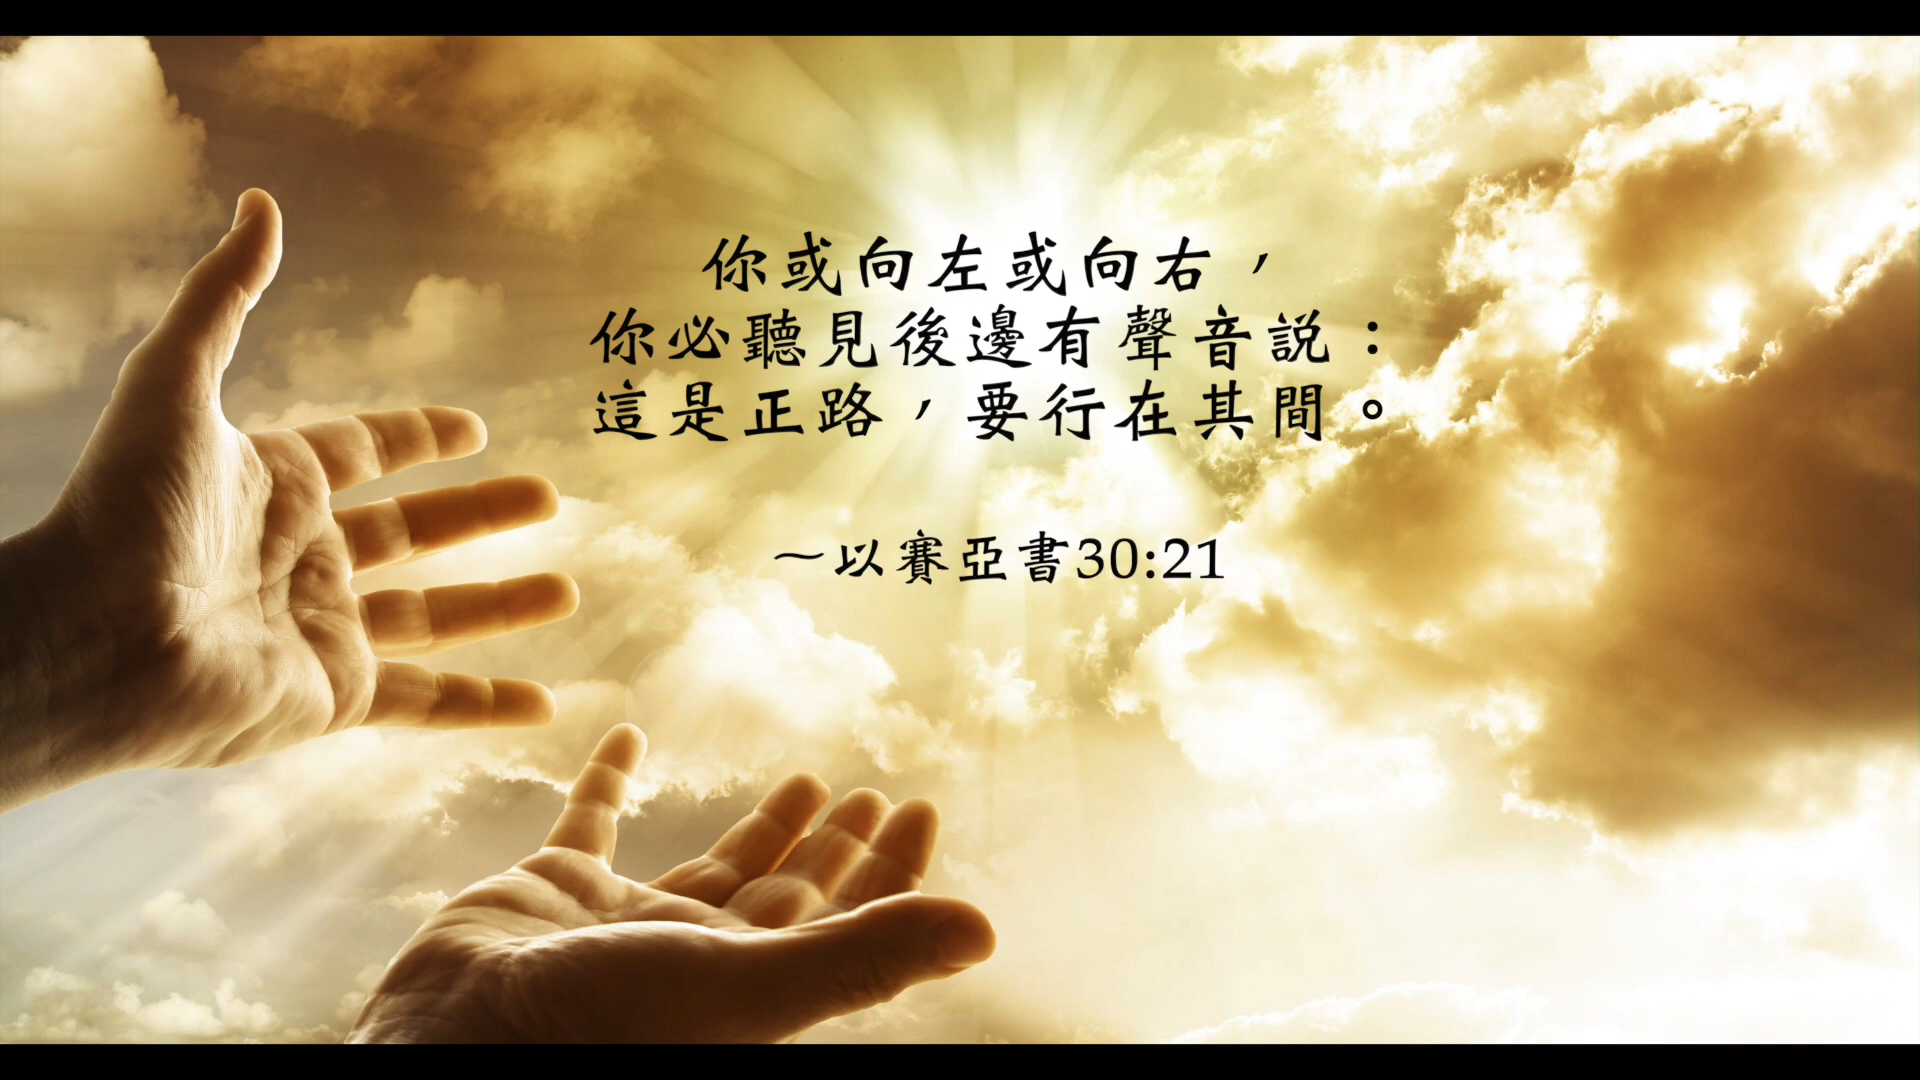 你或向左或向右，
你必聽見後邊有聲音説：
這是正路，要行在其間。
～以賽亞書30:21